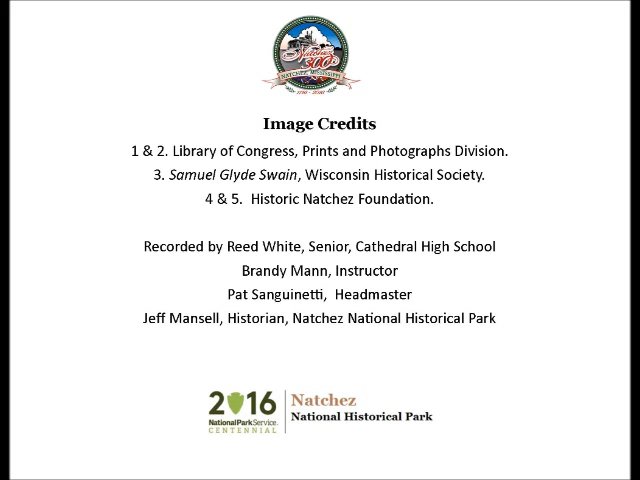 Natchez
300
NATCHEZ, MISSISSIPPI
1716 - 2016
Image Credits
1 & 2. Library of Congress, Prints and Photographs Division.
3. Samuel Glyde Swain, Wisconsin Historical Society.
4 & 5.  Historic Natchez Foundation.
Recorded by Reed White, Senior, Cathedral High School
Brandy Mann, Instructor
Pat Sanguinetti,  Headmaster
Jeff Mansell, Historian, Natchez National Historical Park
2016
National Park Service
CENTENNIAL
Natchez
National Historical Park